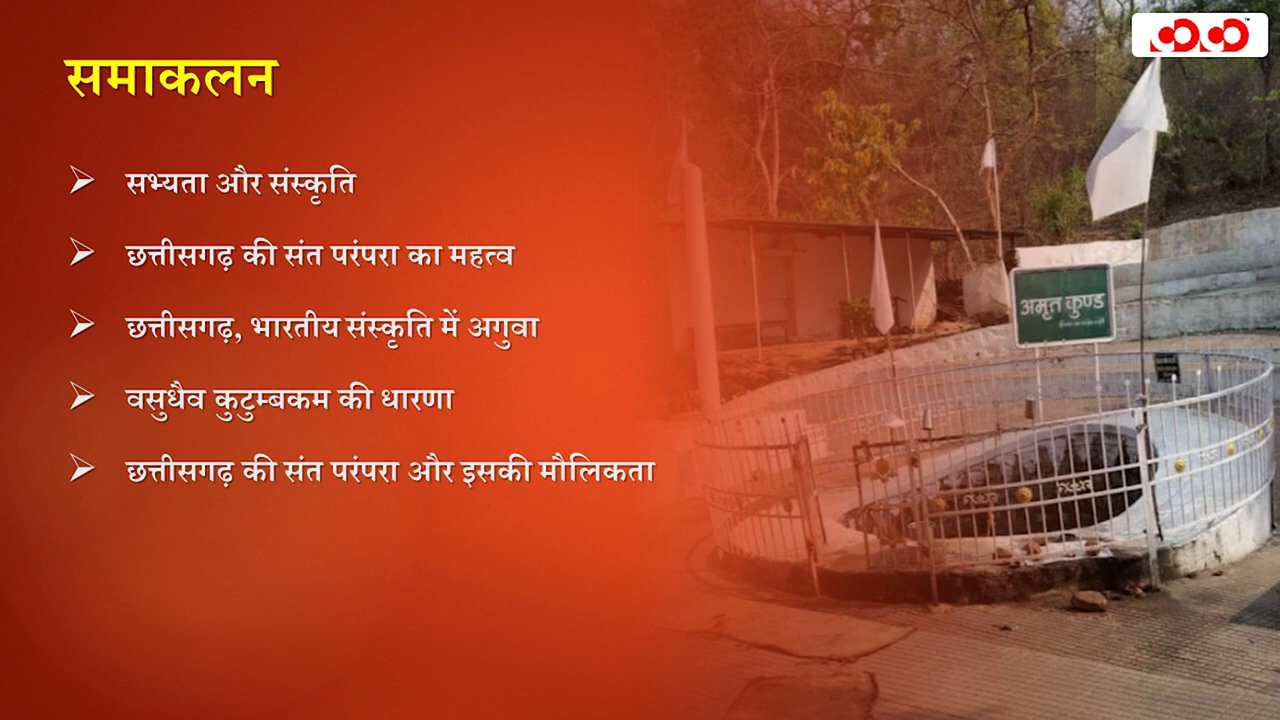 समाकलन
सभ्यता और संस्कृति
छत्तीसगढ़ की संत परंपरा का महत्व
छत्तीसगढ़, भारतीय संस्कृति में अगुवा
वसुधैव कुटुम्बकम की धारणा
छत्तीसगढ़ की संत परंपरा और इसकी मौलिकता
अमृत कुण्ड